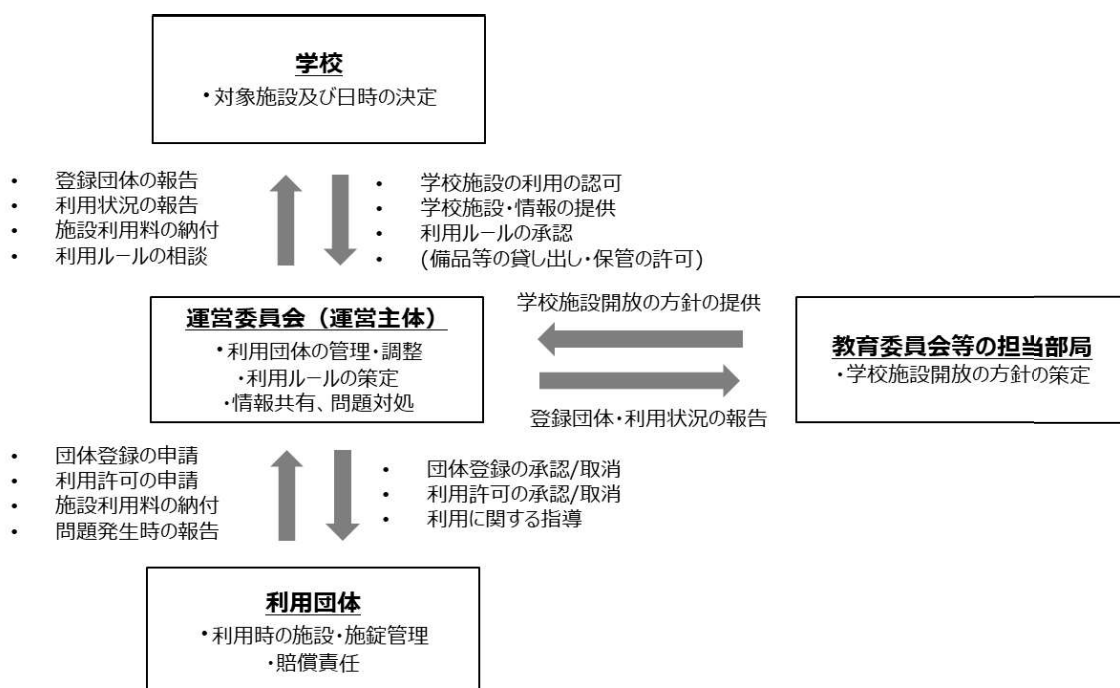 学校
・対象施設及び日時の決定
・ 登録団体の報告
・ 利用状況の報告
・ 施設利用料の納付
・ 利用ルールの相談
・ 学校施設の利用の認可
・ 学校施設・情報の提供
・ 利用ルールの承認
・ (備品等の貸し出し・保管の許可)
運営委員会（運営主体）
・利用団体の管理・調整
・利用ルールの策定
・情報共有、問題対処
学校施設開放の方針の提供
登録団体・利用状況の報告
教育委員会等の担当部局
・学校施設開放の方針の策定
・ 団体登録の申請
・ 利用許可の申請
・ 施設利用料の納付
・ 問題発生時の報告
・ 団体登録の承認/取消
・ 利用許可の承認/取消
・ 利用に関する指導
利用団体
・利用時の施設・施錠管理
・賠償責任